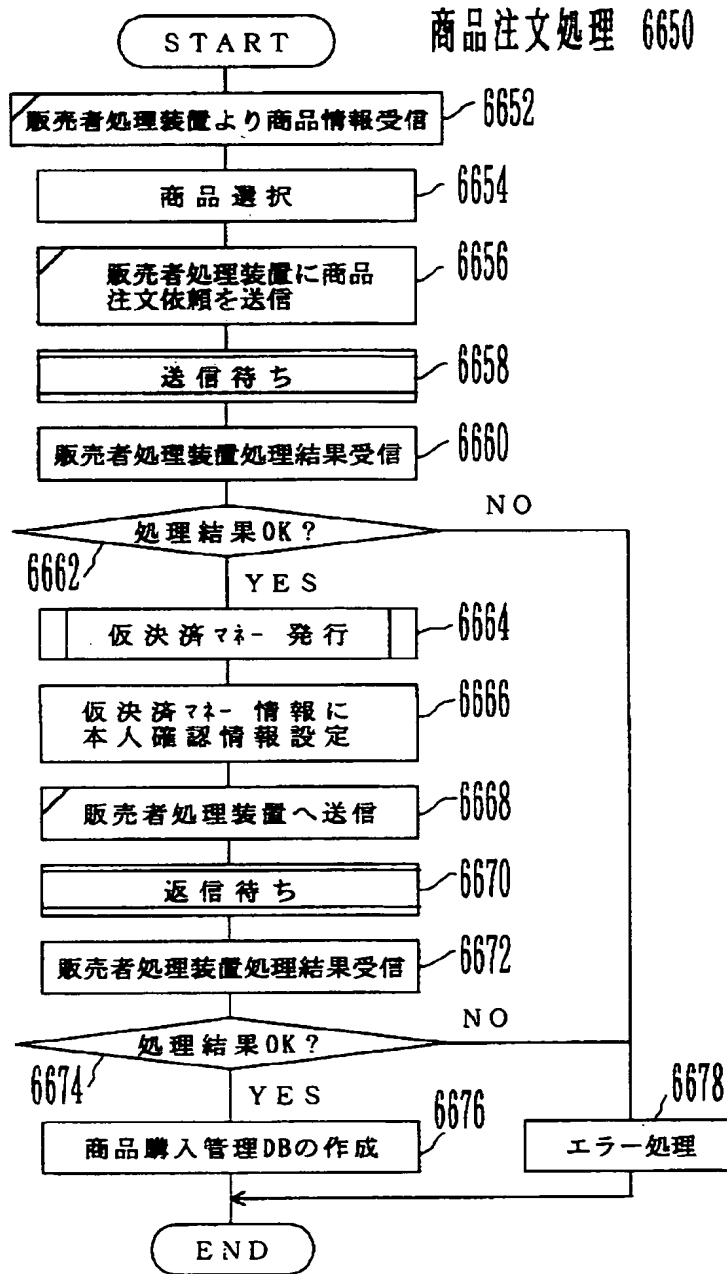 商品注文処理 6650
START
販売者処理装置より商品情報受信
6652
商品選択
6654
販売者処理装置に商品
注文依頼を送信
6656
送信待ち
6658
販売者処理装置処理結果受信
6660
処理結果OK?
NO
6662
YES
仮決済マネー 発行
6664
仮決済マネー 情報に
本人確認情報設定
6666
販売者処理装置へ送信
6668
返信待ち
6670
販売者処理装置処理結果受信
6672
処理結果OK?
NO
6674
YES
商品購入管理DBの作成
6676
エラー処理
6678
END